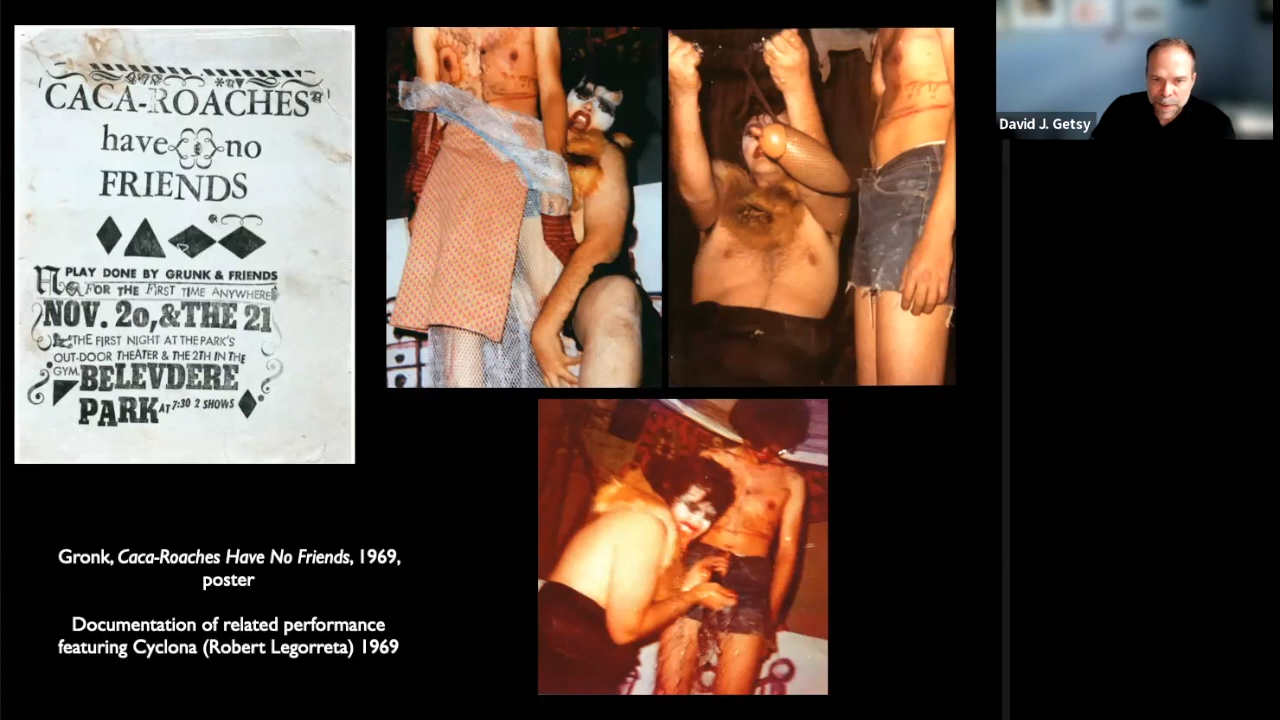 'CACA-ROACHES'
have no
FRIENDS
A PLAY DONE BY GRUNK & FRIENDS
FOR THE FIRST TIME ANYWHERE
NOV. 20,&THE 21
THE FIRST NIGHT AT THE PARK'S
OUT-DOOR THEATER & THE 2TH IN THE
GYM. BELEVDERE
PARK AT 7:30 2 SHOWS
Gronk, Caca-Roaches Have No Friends, 1969,
poster
Documentation of related performance
featuring Cyclona (Robert Legorreta) 1969
David J. Getsy